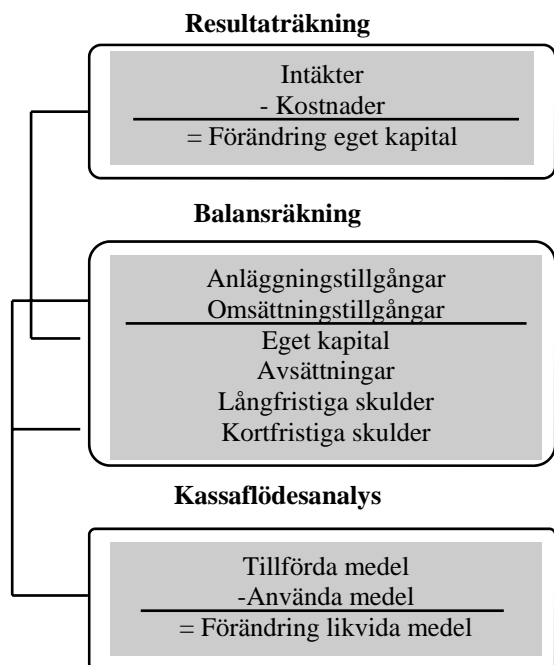 Resultaträkning
Intäkter
- Kostnader
= Förändring eget kapital
Balansräkning
Anläggningstillgångar
Omsättningstillgångar
Eget kapital
Avsättningar
Långfristiga skulder
Kortfristiga skulder
Kassaflödesanalys
Tillförda medel
-Använda medel
= Förändring likvida medel